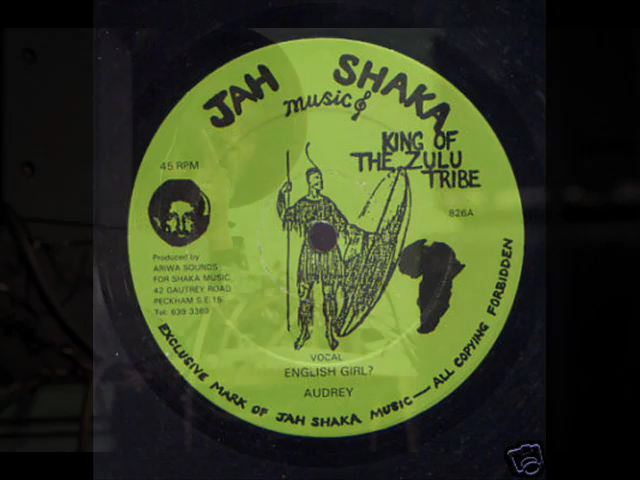 JAH SHAKA
music
KING OF
THE ZULU
TRIBE
45 RPM
826A
Produced by
ARIWA SOUNDS
FOR SHAKA MUSIC
42 GAUTREY ROAD
PECKHAM S.E.15
Tel: 639 3369
VOCAL
ENGLISH GIRL?
AUDREY
EXCLUSIVE MARK OF JAH SHAKA MUSIC — ALL COPYING FORBIDDEN